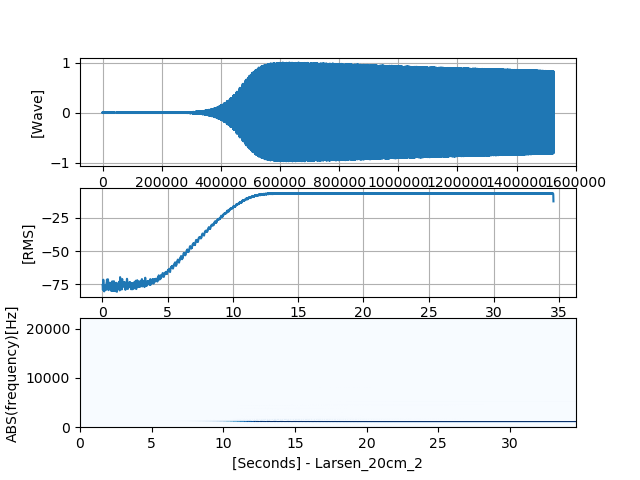 1
0
−1
[Wave]
0 200000 400000 600000 800000 1000000 1200000 1400000 1600000
−25
−50
−75
[RMS]
0 5 10 15 20 25 30 35
20000
10000
0
ABS(frequency)[Hz]
0 5 10 15 20 25 30
[Seconds] - Larsen_20cm_2